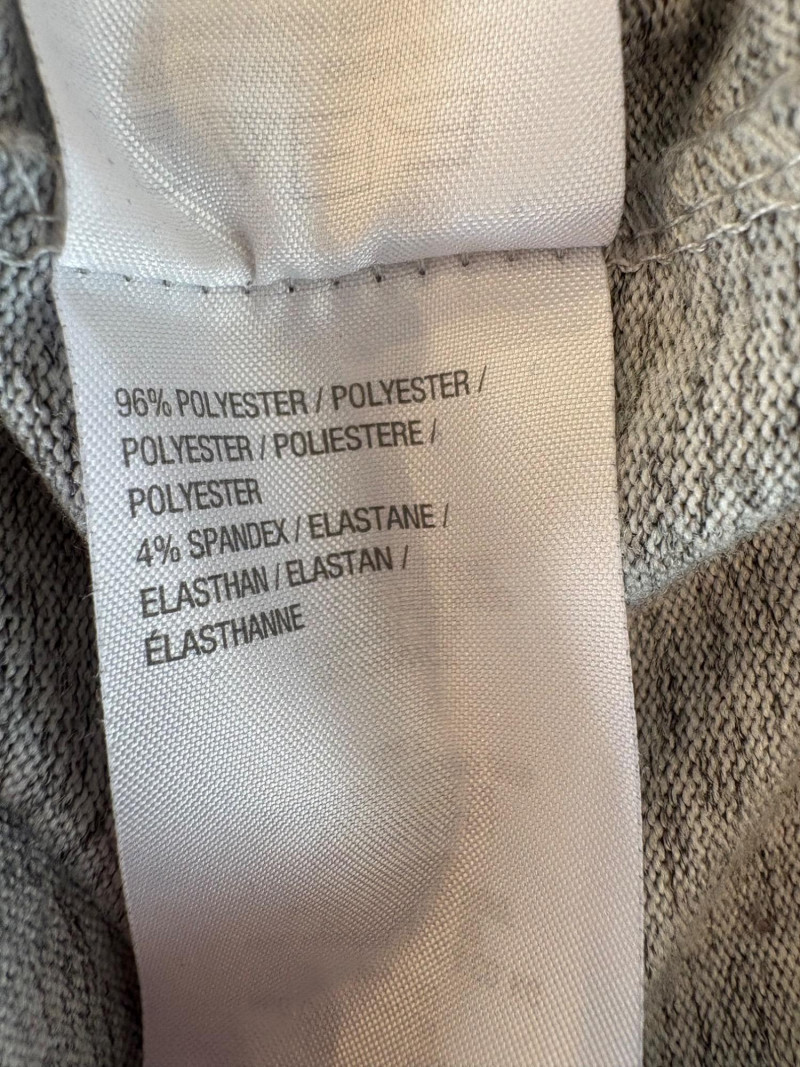 96% POLYESTER / POLYESTER /
POLYESTER / POLIESTERE /
POLYESTER
4% SPANDEX / ELASTANE /
ELASTHAN / ELASTAN /
ÉLASTHANNE